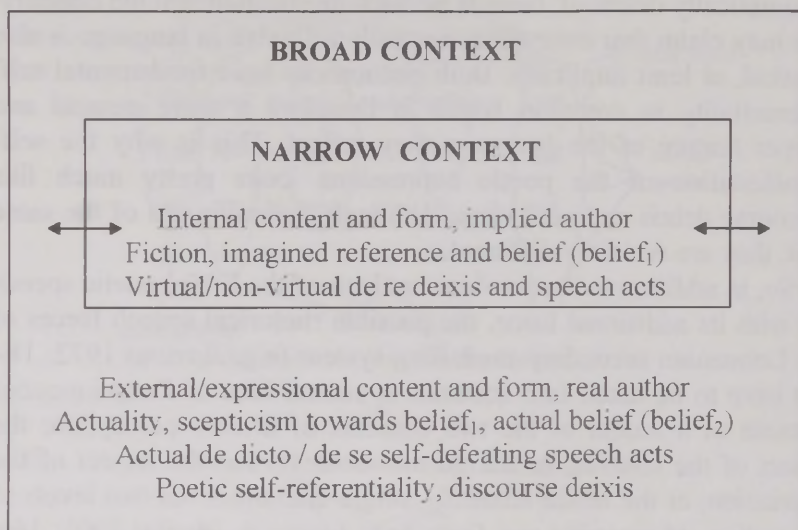 BROAD CONTEXT
NARROW CONTEXT
Internal content and form, implied author
Fiction, imagined reference and belief (belief₁)
Virtual/non-virtual de re deixis and speech acts
External/expressional content and form, real author
Actuality, scepticism towards belief₁, actual belief (belief₂)
Actual de dicto / de se self-defeating speech acts
Poetic self-referentiality, discourse deixis